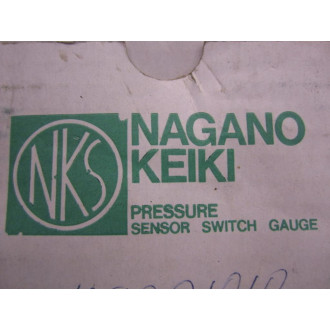 NKS
NAGANO
KEIKI
PRESSURE
SENSOR SWITCH GAUGE